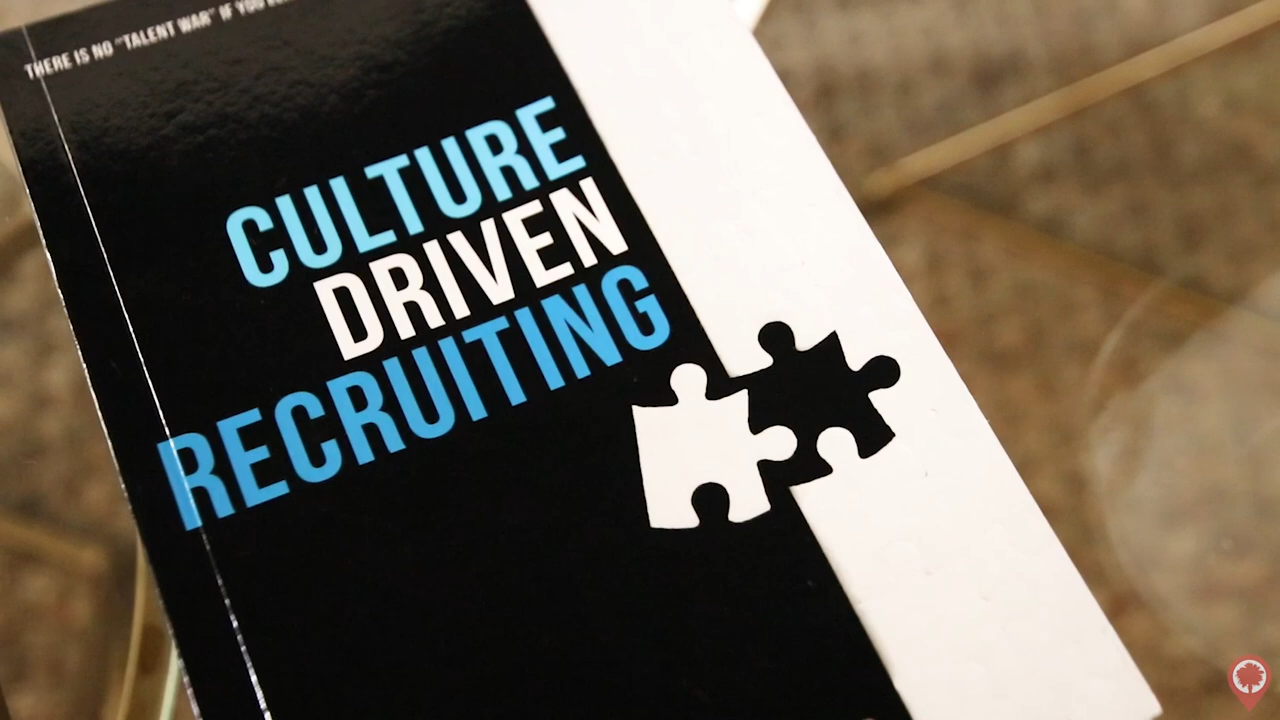 THERE IS NO "TALENT WAR" IF YOU
CULTURE
DRIVEN
RECRUITING